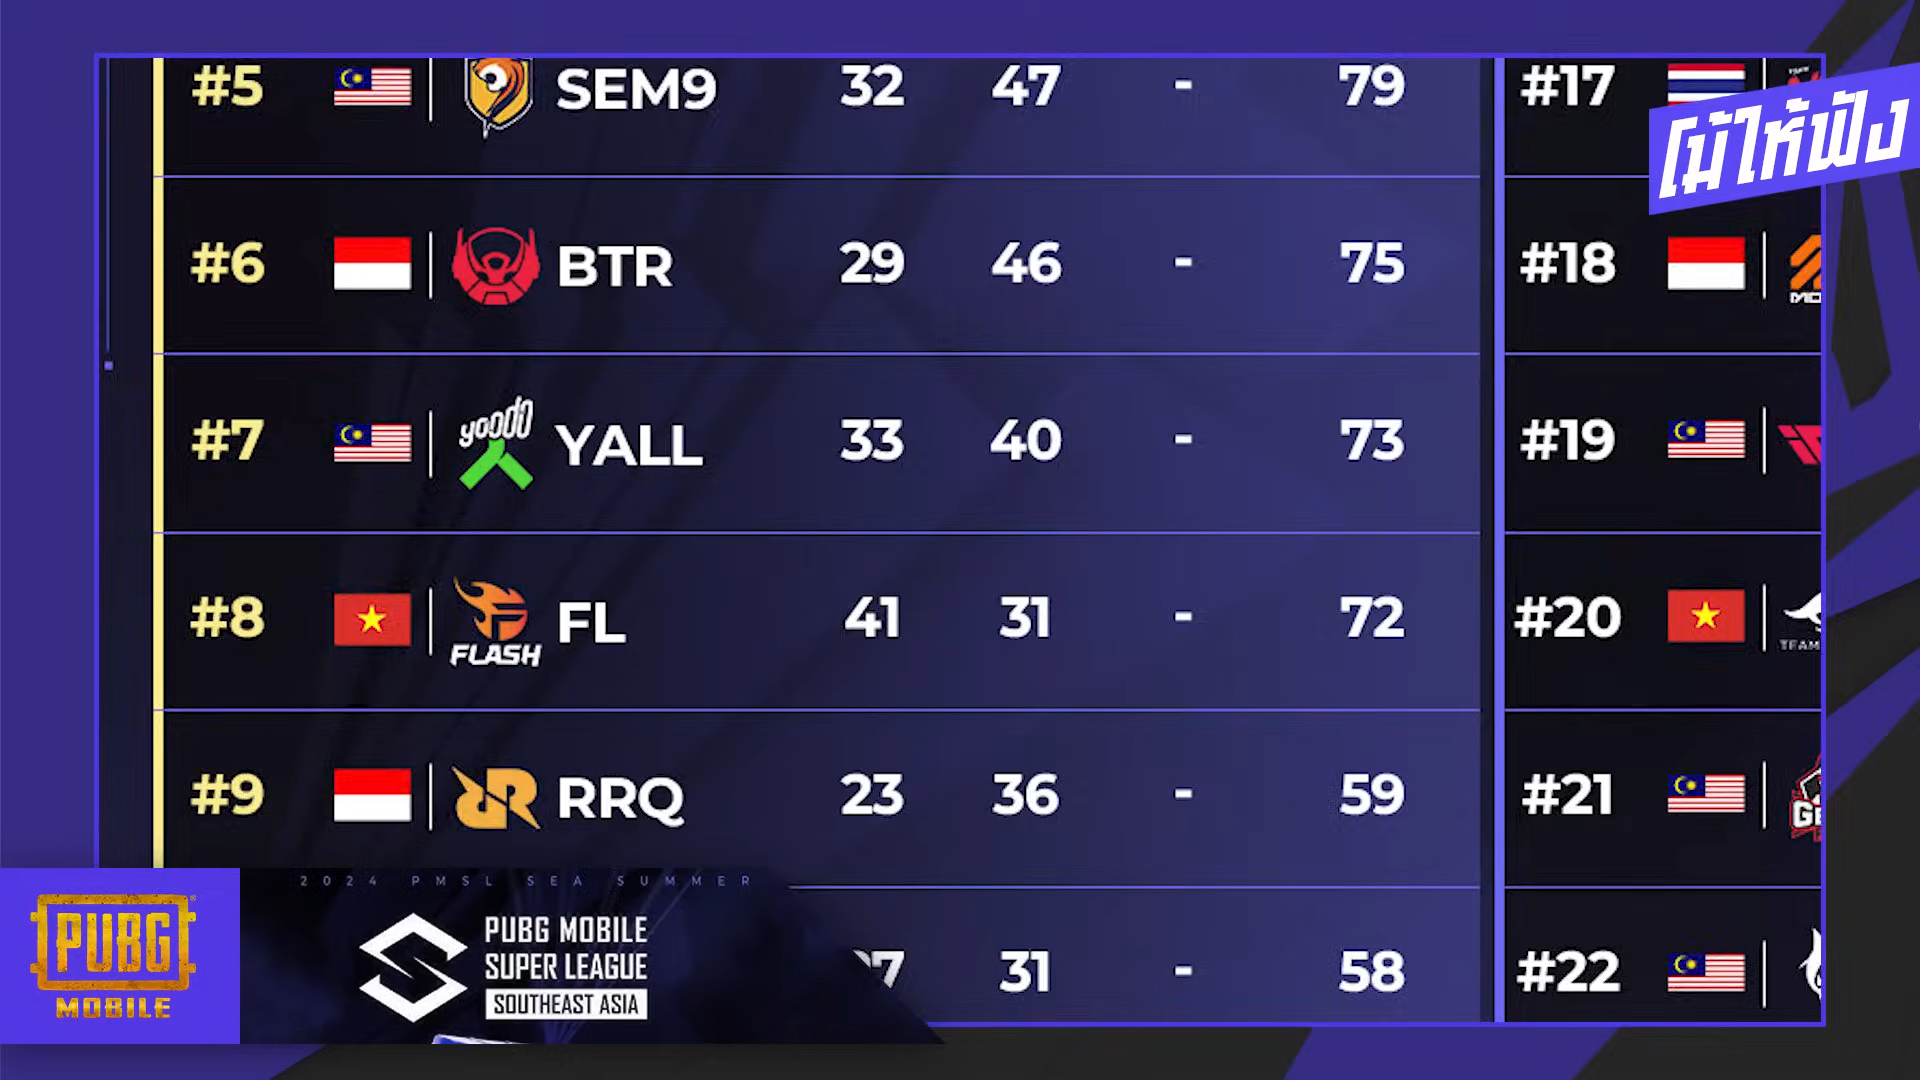 #5 SEM9 32 47 - 79
#6 BTR 29 46 - 75
#7 yoodo YALL 33 40 - 73
#8 FLASH FL 41 31 - 72
#9 RRQ 23 36 - 59
31 - 58
#17
#18
#19
#20 TEAM
#21
#22
โม้ให้ฟัง
2024 PMSL SEA SUMMER
PUBG MOBILE
SUPER LEAGUE
SOUTHEAST ASIA
PUBG
MOBILE